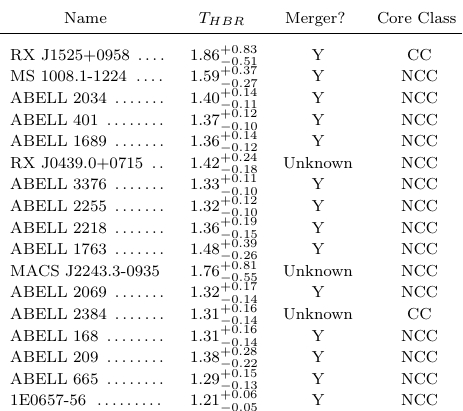 Name T_HBR Merger? Core Class
RX J1525+0958 .... 1.86^{+0.83}_{−0.51} Y CC
MS 1008.1-1224 .... 1.59^{+0.37}_{−0.27} Y NCC
ABELL 2034 ....... 1.40^{+0.14}_{−0.11} Y NCC
ABELL 401 ........ 1.37^{+0.12}_{−0.10} Y NCC
ABELL 1689 ....... 1.36^{+0.14}_{−0.12} Y NCC
RX J0439.0+0715 .. 1.42^{+0.24}_{−0.18} Unknown NCC
ABELL 3376 ....... 1.33^{+0.11}_{−0.10} Y NCC
ABELL 2255 ....... 1.32^{+0.12}_{−0.10} Y NCC
ABELL 2218 ....... 1.36^{+0.19}_{−0.15} Y NCC
ABELL 1763 ....... 1.48^{+0.39}_{−0.26} Y NCC
MACS J2243.3-0935 1.76^{+0.81}_{−0.55} Unknown NCC
ABELL 2069 ....... 1.32^{+0.17}_{−0.14} Y NCC
ABELL 2384 ....... 1.31^{+0.16}_{−0.14} Unknown CC
ABELL 168 ........ 1.31^{+0.16}_{−0.14} Y NCC
ABELL 209 ........ 1.38^{+0.28}_{−0.22} Y NCC
ABELL 665 ........ 1.29^{+0.15}_{−0.13} Y NCC
1E0657-56 ......... 1.21^{+0.06}_{−0.05} Y NCC